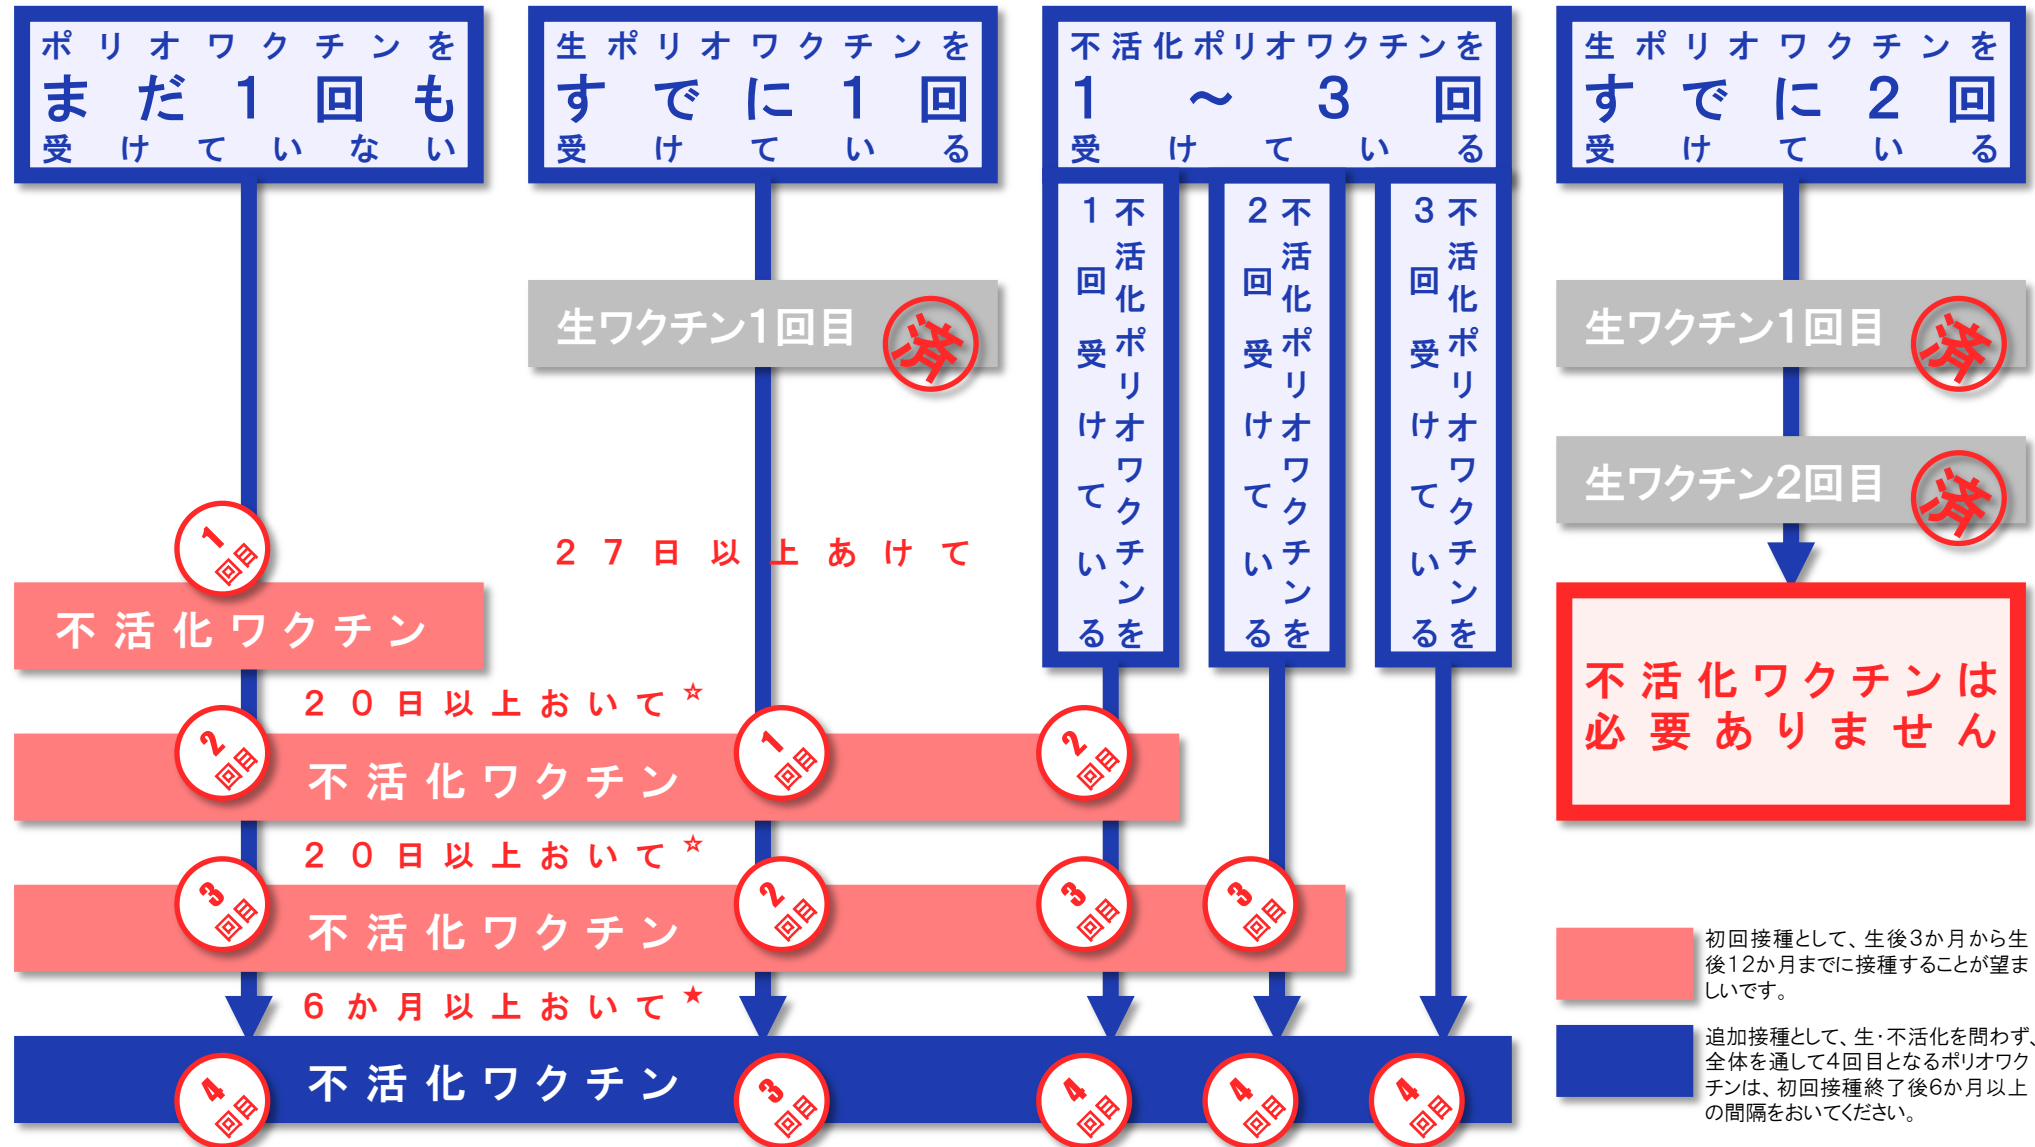 ポリオワクチンを
まだ１回も
受けていない
生ポリオワクチンを
すでに１回
受けている
不活化ポリオワクチンを
１～３回
受けている
生ポリオワクチンを
すでに２回
受けている
不活化ポリオワクチンを
１回受けている
不活化ポリオワクチンを
２回受けている
不活化ポリオワクチンを
３回受けている
生ワクチン1回目
済
生ワクチン1回目
済
生ワクチン2回目
済
1回目
２７日以上あけて
不活化ワクチン
不活化ワクチンは
必要ありません
２０日以上おいて☆
2回目
1回目
2回目
不活化ワクチン
２０日以上おいて☆
3回目
2回目
3回目
3回目
不活化ワクチン
６か月以上おいて★
不活化ワクチン
4回目
3回目
4回目
4回目
4回目
初回接種として、生後3か月から生
後12か月までに接種することが望ま
しいです。
追加接種として、生・不活化を問わず、
全体を通して4回目となるポリオワク
チンは、初回接種終了後6か月以上
の間隔をおいてください。